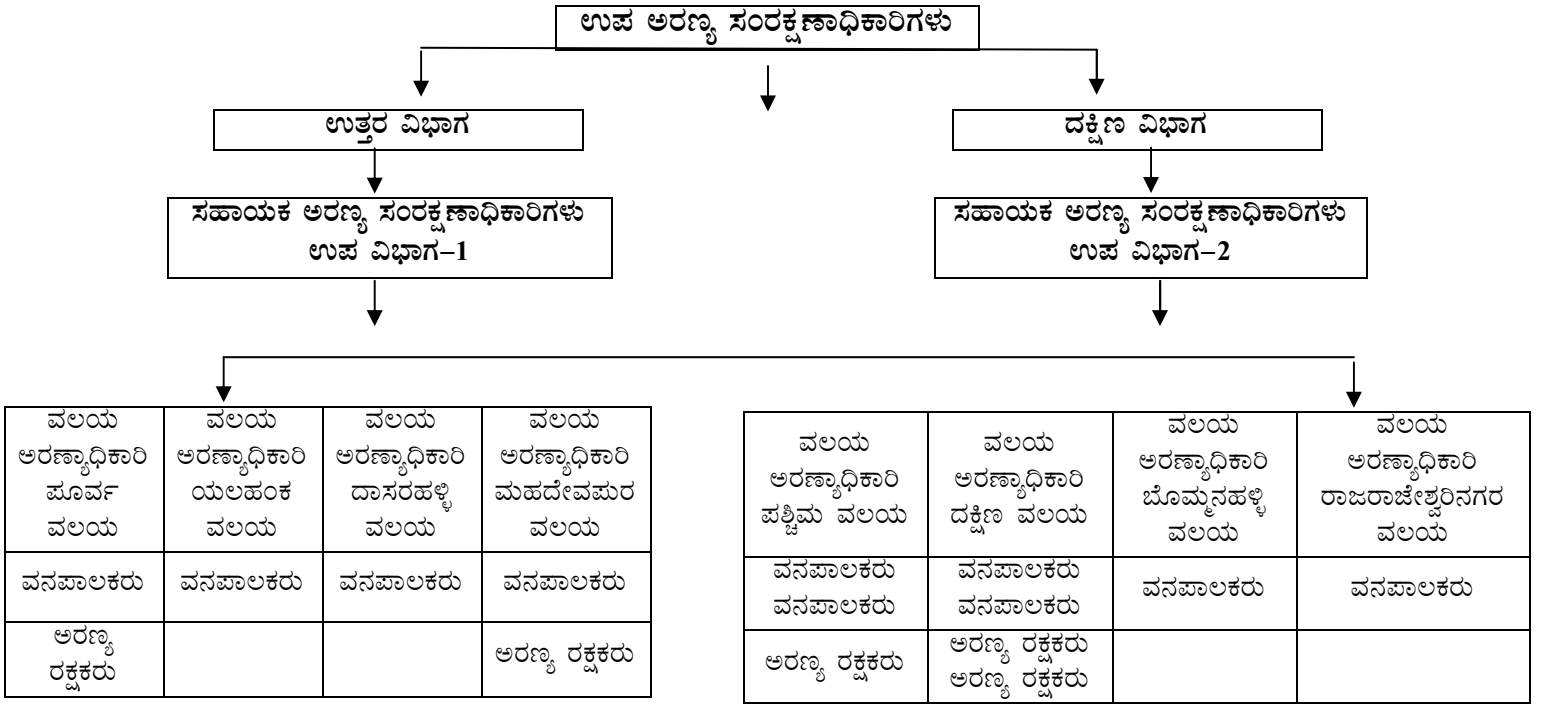 ಉಪ ಅರಣ್ಯ ಸಂರಕ್ಷಣಾಧಿಕಾರಿಗಳು
ಉತ್ತರ ವಿಭಾಗ
ದಕ್ಷಿಣ ವಿಭಾಗ
ಸಹಾಯಕ ಅರಣ್ಯ ಸಂರಕ್ಷಣಾಧಿಕಾರಿಗಳು
ಉಪ ವಿಭಾಗ–1
ಸಹಾಯಕ ಅರಣ್ಯ ಸಂರಕ್ಷಣಾಧಿಕಾರಿಗಳು
ಉಪ ವಿಭಾಗ–2
ವಲಯ
ಅರಣ್ಯಾಧಿಕಾರಿ
ಪೂರ್ವ
ವಲಯ
ವಲಯ
ಅರಣ್ಯಾಧಿಕಾರಿ
ಯಲಹಂಕ
ವಲಯ
ವಲಯ
ಅರಣ್ಯಾಧಿಕಾರಿ
ದಾಸರಹಳ್ಳಿ
ವಲಯ
ವಲಯ
ಅರಣ್ಯಾಧಿಕಾರಿ
ಮಹದೇವಪುರ
ವಲಯ
ವನಪಾಲಕರು
ವನಪಾಲಕರು
ವನಪಾಲಕರು
ವನಪಾಲಕರು
ಅರಣ್ಯ
ರಕ್ಷಕರು
ಅರಣ್ಯ ರಕ್ಷಕರು
ವಲಯ
ಅರಣ್ಯಾಧಿಕಾರಿ
ಪಶ್ಚಿಮ ವಲಯ
ವಲಯ
ಅರಣ್ಯಾಧಿಕಾರಿ
ದಕ್ಷಿಣ ವಲಯ
ವಲಯ
ಅರಣ್ಯಾಧಿಕಾರಿ
ಬೊಮ್ಮನಹಳ್ಳಿ
ವಲಯ
ವಲಯ
ಅರಣ್ಯಾಧಿಕಾರಿ
ರಾಜರಾಜೇಶ್ವರಿನಗರ
ವಲಯ
ವನಪಾಲಕರು
ವನಪಾಲಕರು
ವನಪಾಲಕರು
ವನಪಾಲಕರು
ವನಪಾಲಕರು
ವನಪಾಲಕರು
ಅರಣ್ಯ ರಕ್ಷಕರು
ಅರಣ್ಯ ರಕ್ಷಕರು
ಅರಣ್ಯ ರಕ್ಷಕರು